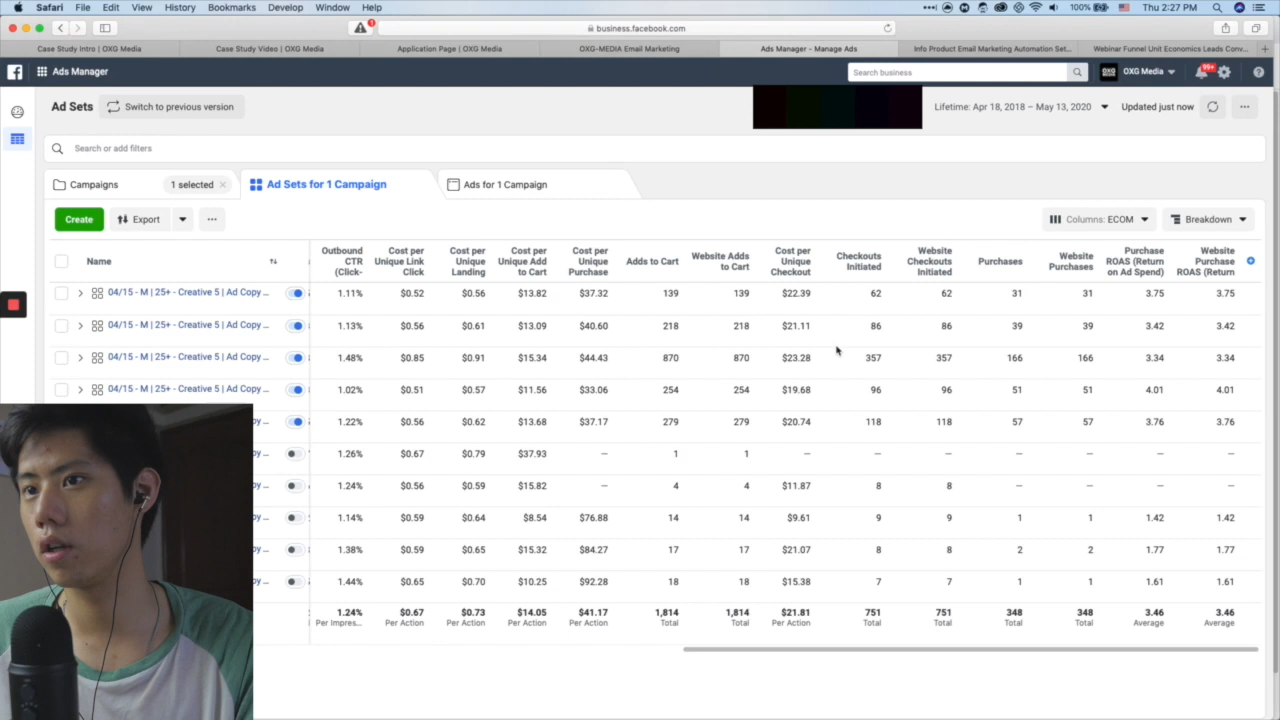 Safari File Edit View History Bookmarks Develop Window Help 100% Thu 2:27 PM
1 business.facebook.com
Case Study Intro | OXG Media Case Study Video | OXG Media Application Page | OXG Media OXG-MEDIA Email Marketing Ads Manager - Manage Ads Info Product Email Marketing Automation Set... Webinar Funnel Unit Economics Leads Conv... +
Ads Manager Search business OXG OXG Media 99+
Ad Sets Switch to previous version Lifetime: Apr 18, 2018 – May 13, 2020 Updated just now
Search or add filters
Campaigns 1 selected × Ad Sets for 1 Campaign Ads for 1 Campaign
Create Export ... Columns: ECOM Breakdown
Name Outbound CTR (Click- Cost per Unique Link Click Cost per Unique Landing Cost per Unique Add to Cart Cost per Unique Purchase Adds to Cart Website Adds to Cart Cost per Unique Checkout Checkouts Initiated Website Checkouts Initiated Purchases Website Purchases Purchase ROAS (Return on Ad Spend) Website Purchase ROAS (Return
04/15 - M | 25+ - Creative 5 | Ad Copy ... 1.11% $0.52 $0.56 $13.82 $37.32 139 139 $22.39 62 62 31 31 3.75 3.75
04/15 - M | 25+ - Creative 5 | Ad Copy ... 1.13% $0.56 $0.61 $13.09 $40.60 218 218 $21.11 86 86 39 39 3.42 3.42
04/15 - M | 25+ - Creative 5 | Ad Copy ... 1.48% $0.85 $0.91 $15.34 $44.43 870 870 $23.28 357 357 166 166 3.34 3.34
04/15 - M | 25+ - Creative 5 | Ad Copy ... 1.02% $0.51 $0.57 $11.56 $33.06 254 254 $19.68 96 96 51 51 4.01 4.01
py ... 1.22% $0.56 $0.62 $13.68 $37.17 279 279 $20.74 118 118 57 57 3.76 3.76
py ... 1.26% $0.67 $0.79 $37.93 — 1 1 — — — — — — —
py ... 1.24% $0.56 $0.59 $15.82 — 4 4 $11.87 8 8 — — — —
py ... 1.14% $0.59 $0.64 $8.54 $76.88 14 14 $9.61 9 9 1 1 1.42 1.42
py ... 1.38% $0.59 $0.65 $15.32 $84.27 17 17 $21.07 8 8 2 2 1.77 1.77
py ... 1.44% $0.65 $0.70 $10.25 $92.28 18 18 $15.38 7 7 1 1 1.61 1.61
1.24% $0.67 $0.73 $14.05 $41.17 1,814 1,814 $21.81 751 751 348 348 3.46 3.46
Per Impres... Per Action Per Action Per Action Per Action Total Total Per Action Total Total Total Total Average Average